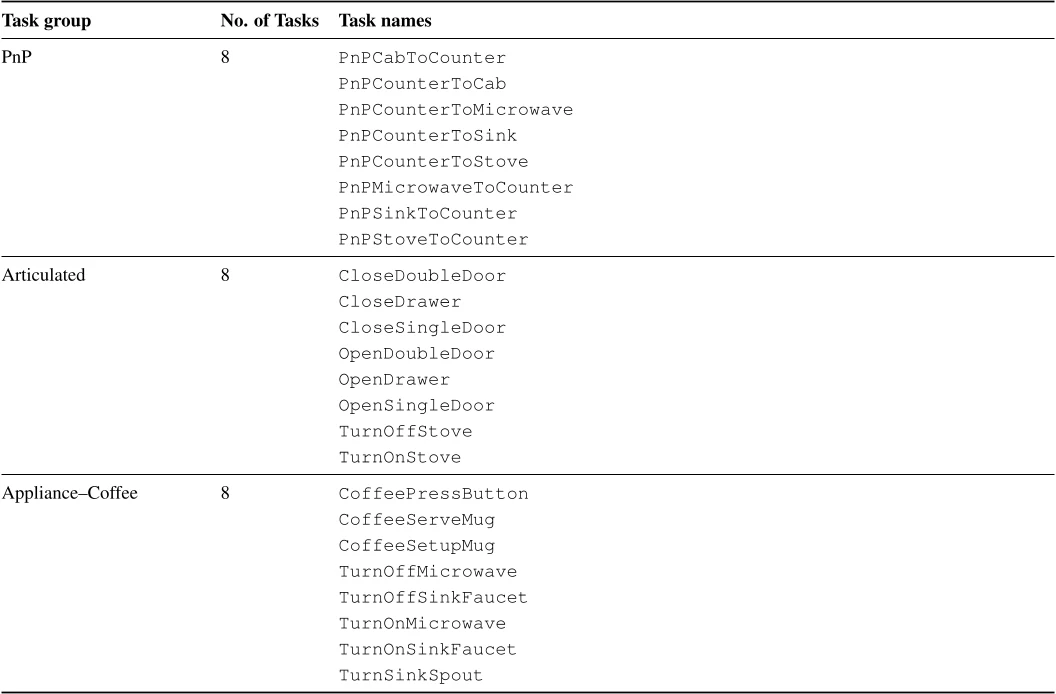 Task group No. of Tasks Task names
PnP 8 PnPCabToCounter
PnPCounterToCab
PnPCounterToMicrowave
PnPCounterToSink
PnPCounterToStove
PnPMicrowaveToCounter
PnPSinkToCounter
PnPStoveToCounter
Articulated 8 CloseDoubleDoor
CloseDrawer
CloseSingleDoor
OpenDoubleDoor
OpenDrawer
OpenSingleDoor
TurnOffStove
TurnOnStove
Appliance–Coffee 8 CoffeePressButton
CoffeeServeMug
CoffeeSetupMug
TurnOffMicrowave
TurnOffSinkFaucet
TurnOnMicrowave
TurnOnSinkFaucet
TurnSinkSpout